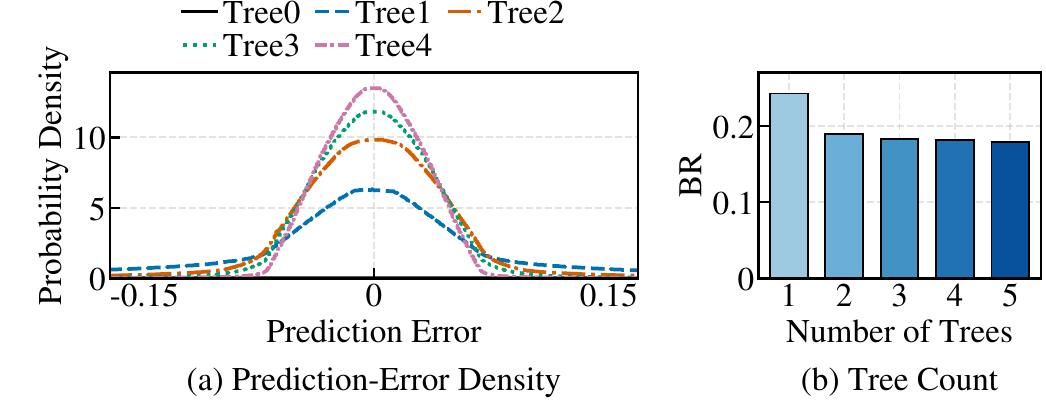 Tree0 Tree1 Tree2
Tree3 Tree4
Probability Density
10
5
0
-0.15 0 0.15
Prediction Error
(a) Prediction-Error Density
BR
0.2
0.1
0
1 2 3 4 5
Number of Trees
(b) Tree Count